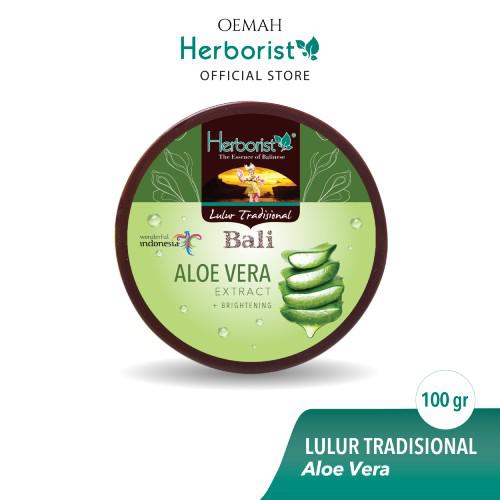 OEMAH
Herborist
OFFICIAL STORE
Herborist®
The Essence of Balinese
Lulur Tradisional
wonderful
indonesia
Bali
ALOE VERA
EXTRACT
+ BRIGHTENING
100 gr
LULUR TRADISIONAL
Aloe Vera